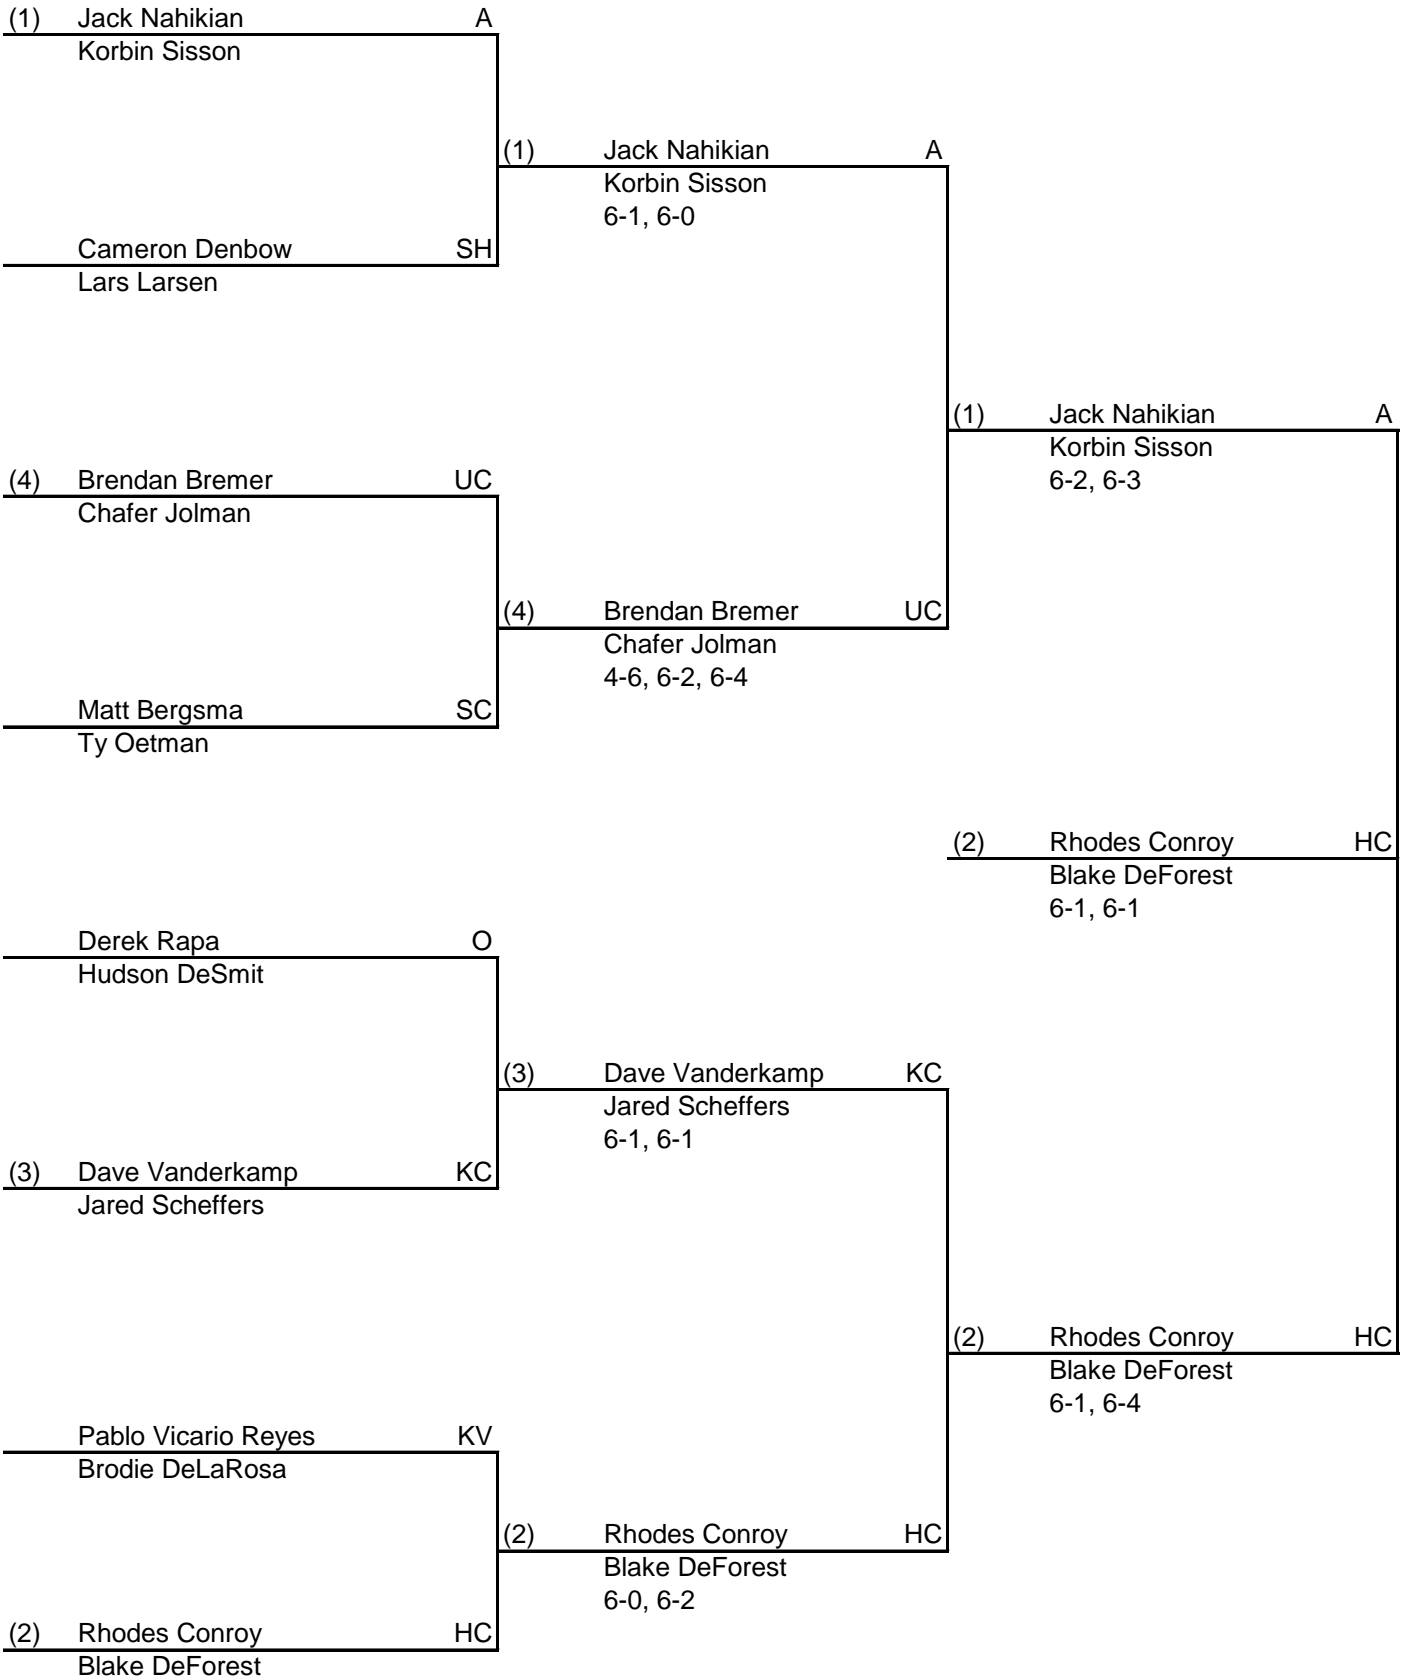 (1) Jack Nahikian A
Korbin Sisson
(1) Jack Nahikian A
Korbin Sisson
6-1, 6-0
Cameron Denbow SH
Lars Larsen
(1) Jack Nahikian A
Korbin Sisson
6-2, 6-3
(4) Brendan Bremer UC
Chafer Jolman
(4) Brendan Bremer UC
Chafer Jolman
4-6, 6-2, 6-4
Matt Bergsma SC
Ty Oetman
(2) Rhodes Conroy HC
Blake DeForest
6-1, 6-1
Derek Rapa O
Hudson DeSmit
(3) Dave Vanderkamp KC
Jared Scheffers
6-1, 6-1
(3) Dave Vanderkamp KC
Jared Scheffers
(2) Rhodes Conroy HC
Blake DeForest
6-1, 6-4
Pablo Vicario Reyes KV
Brodie DeLaRosa
(2) Rhodes Conroy HC
Blake DeForest
6-0, 6-2
(2) Rhodes Conroy HC
Blake DeForest